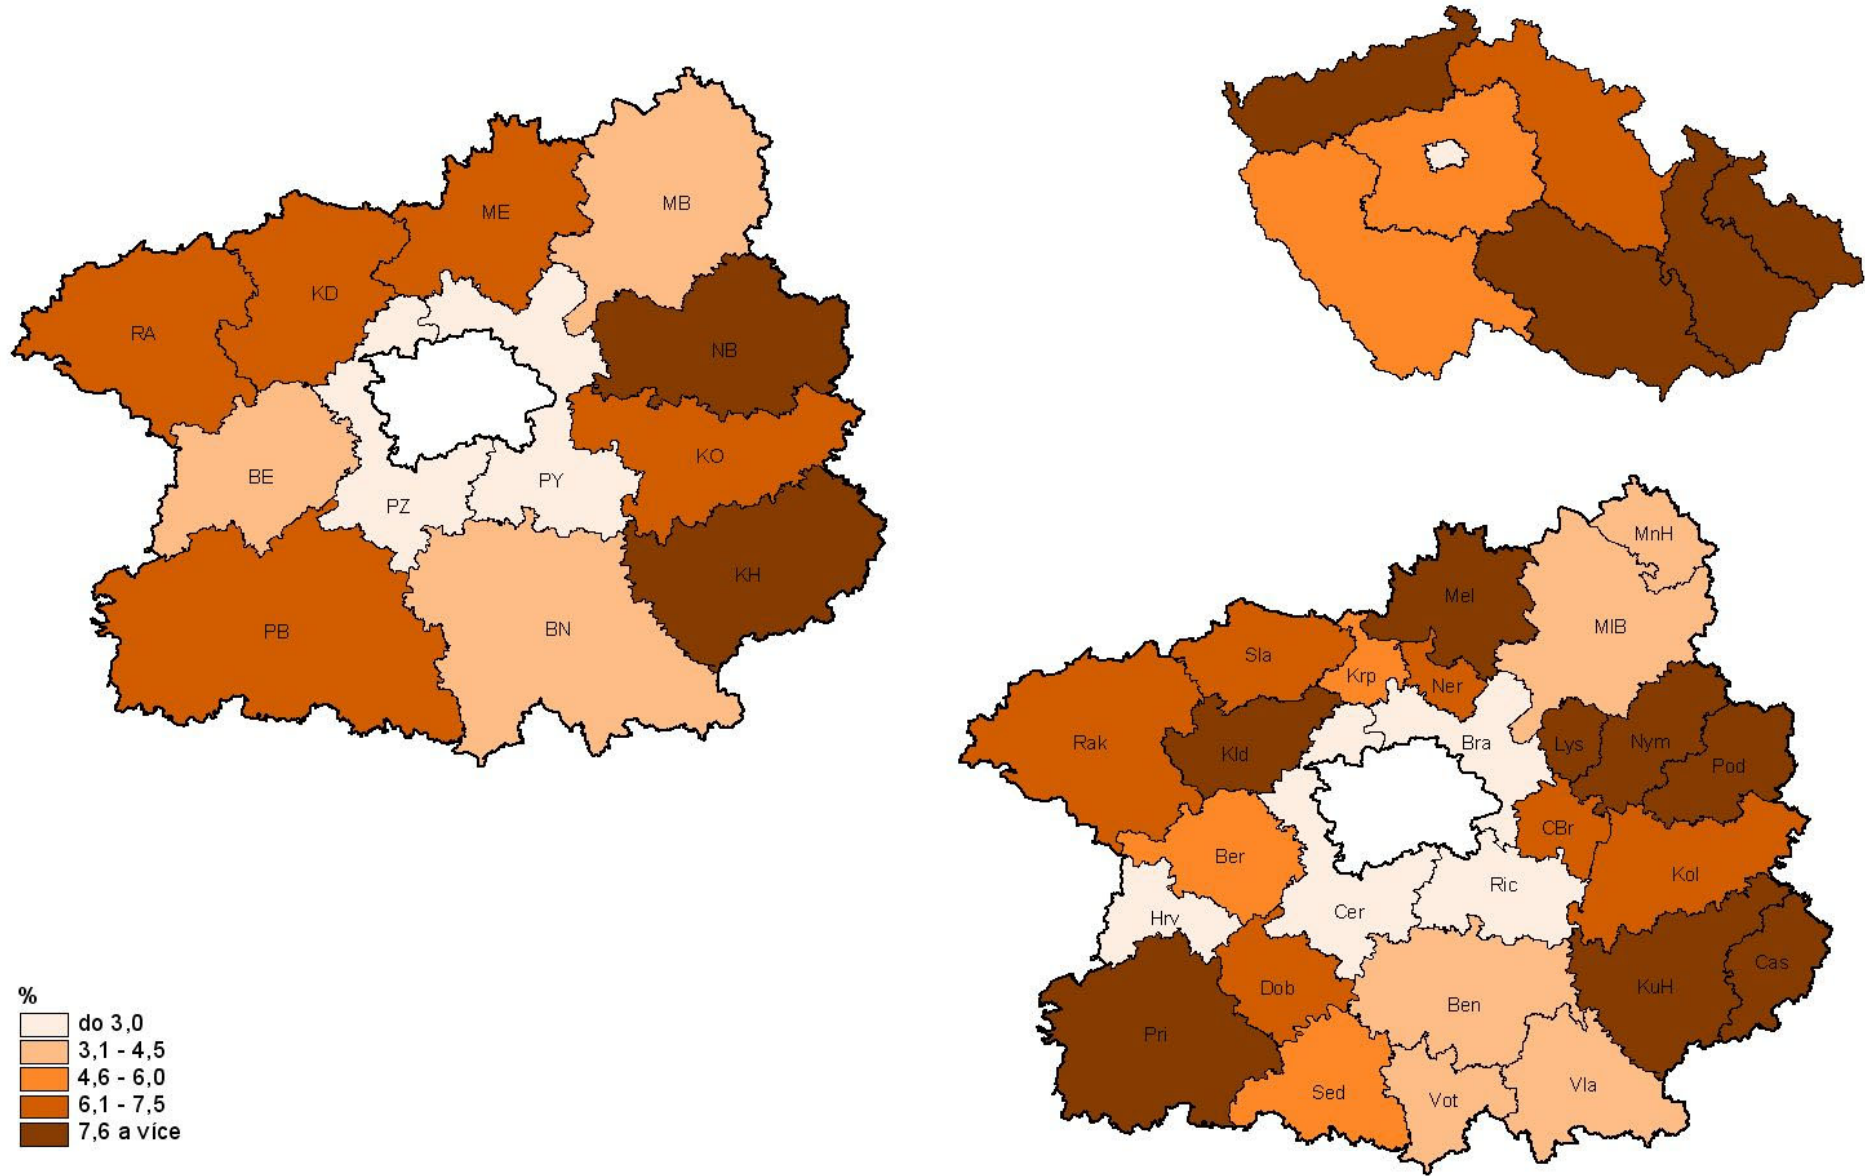 MB
ME
KD
RA
NB
KO
BE
PY
PZ
KH
BN
PB
MnH
Mel
MlB
Sla
Krp
Ner
Rak
Kld
Bra
Lys
Nym
Pod
CBr
Ber
Kol
Ric
Cer
Hrv
Cas
KuH
Dob
Ben
Pri
Sed
Vot
Vla
%
do 3,0
3,1 - 4,5
4,6 - 6,0
6,1 - 7,5
7,6 a více